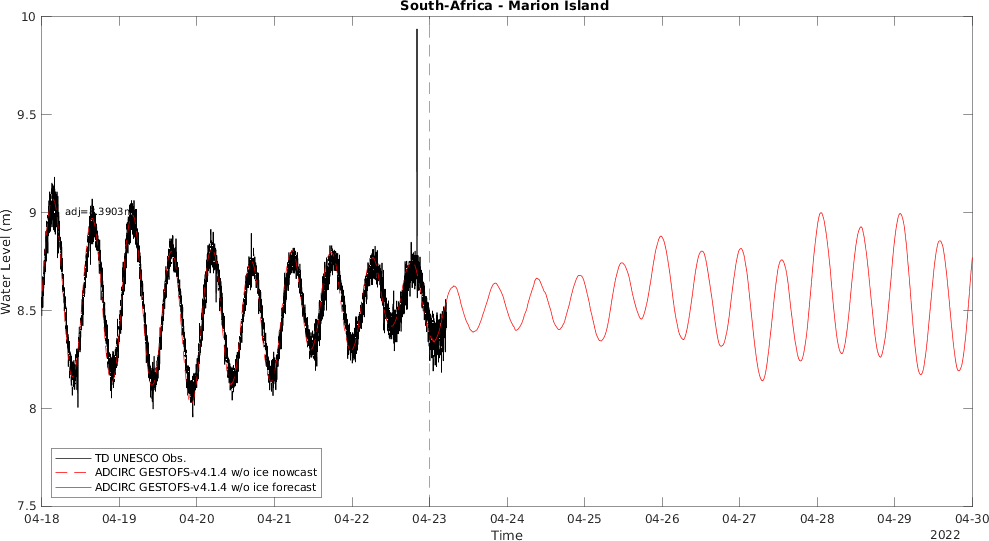 South-Africa - Marion Island
10
9.5
9
8.5
8
7.5
Water Level (m)
TD UNESCO Obs.
ADCIRC GESTOFS-v4.1.4 w/o ice nowcast
ADCIRC GESTOFS-v4.1.4 w/o ice forecast
04-18 04-19 04-20 04-21 04-22 04-23 04-24 04-25 04-26 04-27 04-28 04-29 04-30
Time
2022